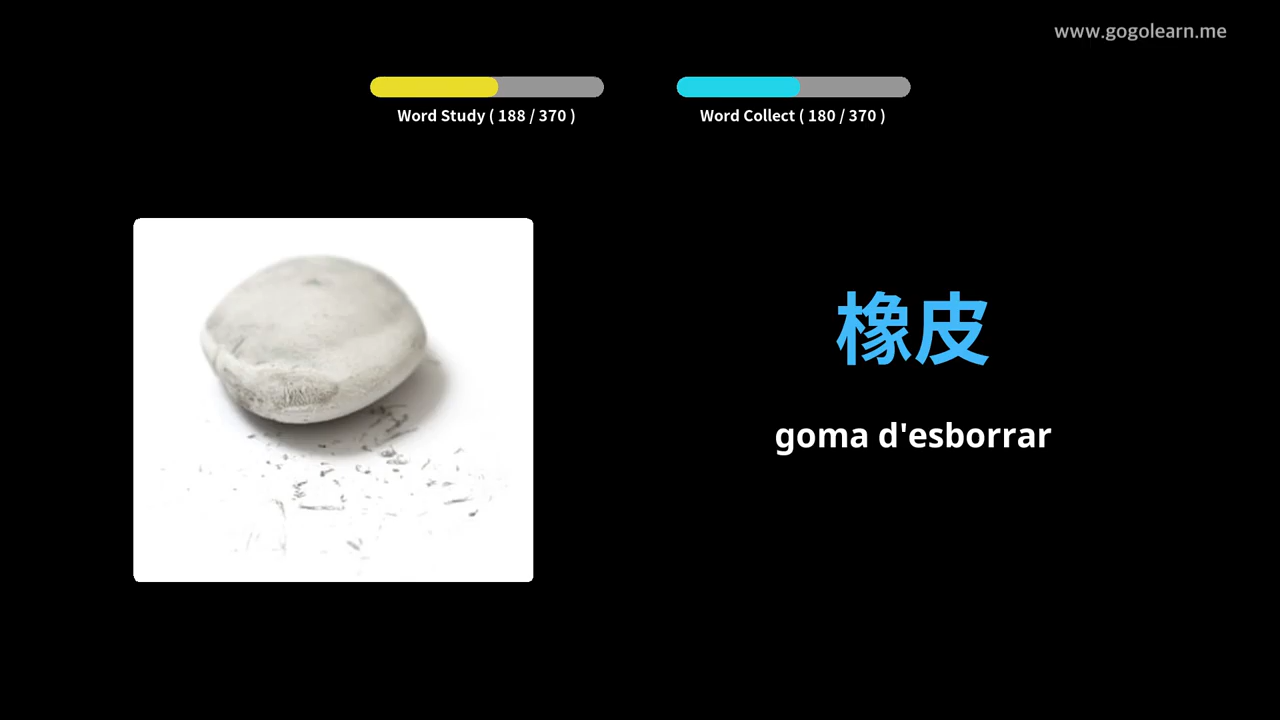 www.gogolearn.me
Word Study ( 188 / 370 )
Word Collect ( 180 / 370 )
橡皮
goma d'esborrar